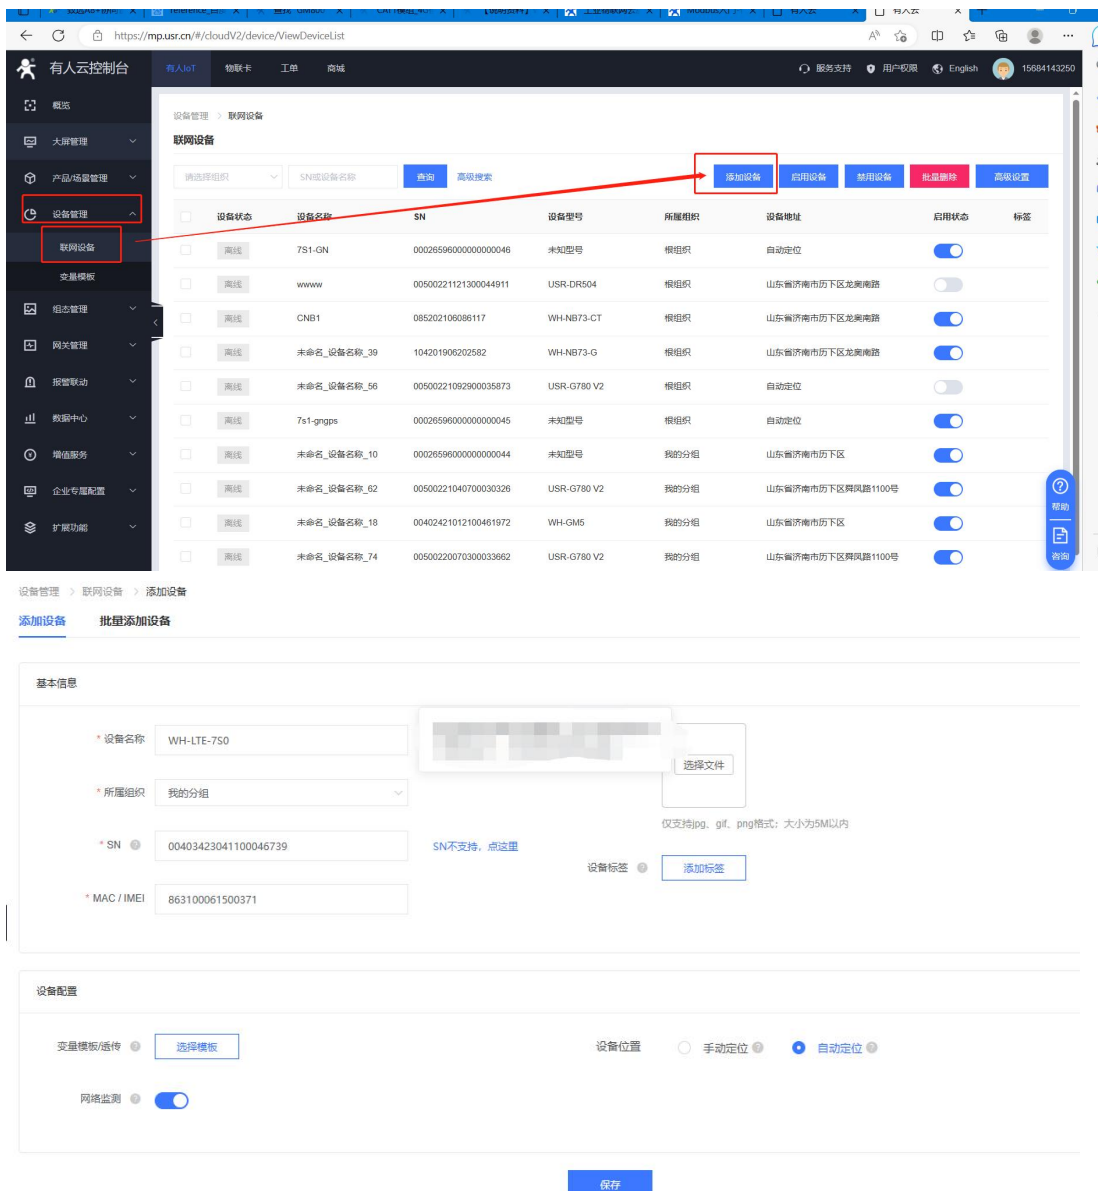 https://mp.usr.cn/#/cloudV2/device/ViewDeviceList
有人云控制台 有人IoT 物联卡 工单 商城 服务支持 用户权限 English 15684143250
概览
大屏管理
产品/场景管理
设备管理
联网设备
变量模板
组态管理
网关管理
报警联动
数据中心
增值服务
企业专属配置
扩展功能
设备管理 > 联网设备
联网设备
请选择组织 SN或设备名称 查询 高级搜索 添加设备 启用设备 禁用设备 批量删除 高级设置
设备状态 设备名称 SN 设备型号 所属组织 设备地址 启用状态 标签
离线 7S1-GN 00026596000000000046 未知型号 根组织 自动定位
离线 wwww 00500221121300044911 USR-DR504 根组织 山东省济南市历下区龙奥南路
离线 CNB1 085202106086117 WH-NB73-CT 根组织 山东省济南市历下区龙奥南路
离线 未命名_设备名称_39 104201906202582 WH-NB73-G 根组织 山东省济南市历下区龙奥南路
离线 未命名_设备名称_56 00500221092900035873 USR-G780 V2 根组织 自动定位
离线 7s1-gngps 00026596000000000045 未知型号 根组织 自动定位
离线 未命名_设备名称_10 00026596000000000044 未知型号 我的分组 山东省济南市历下区
离线 未命名_设备名称_62 00500221040700030326 USR-G780 V2 我的分组 山东省济南市历下区舜凤路1100号
离线 未命名_设备名称_18 00402421012100461972 WH-GM5 我的分组 山东省济南市历下区
离线 未命名_设备名称_74 00500220070300033662 USR-G780 V2 我的分组 山东省济南市历下区舜凤路1100号
帮助
咨询
设备管理 > 联网设备 > 添加设备
添加设备 批量添加设备
基本信息
* 设备名称 WH-LTE-7S0
选择文件
* 所属组织 我的分组
仅支持jpg、gif、png格式；大小为5M以内
* SN 00403423041100046739 SN不支持，点这里
设备标签 添加标签
* MAC / IMEI 863100061500371
设备配置
变量模板/透传 选择模板 设备位置 手动定位 自动定位
网络监测
保存